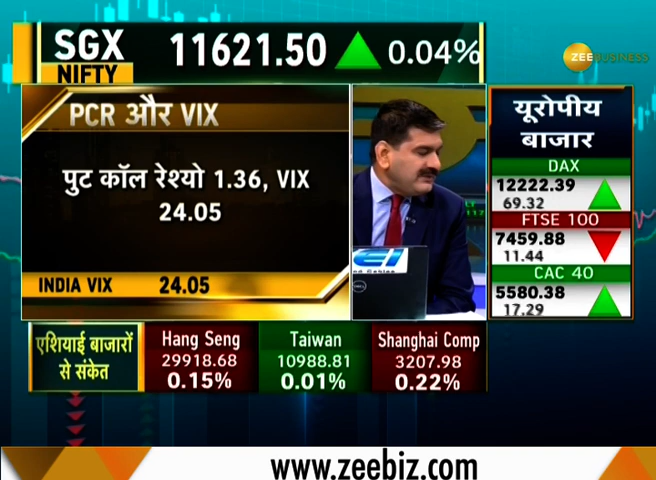 SGX
NIFTY
11621.50
0.04%
ZEEBUSINESS
PCR और VIX
पुट कॉल रेश्यो 1.36, VIX
24.05
INDIA VIX 24.05
यूरोपीय
बाजार
DAX
12222.39
69.32
FTSE 100
7459.88
11.44
CAC 40
5580.38
17.29
एशियाई बाजारों
से संकेत
Hang Seng
29918.68
0.15%
Taiwan
10988.81
0.01%
Shanghai Comp
3207.98
0.22%
DELL
www.zeebiz.com